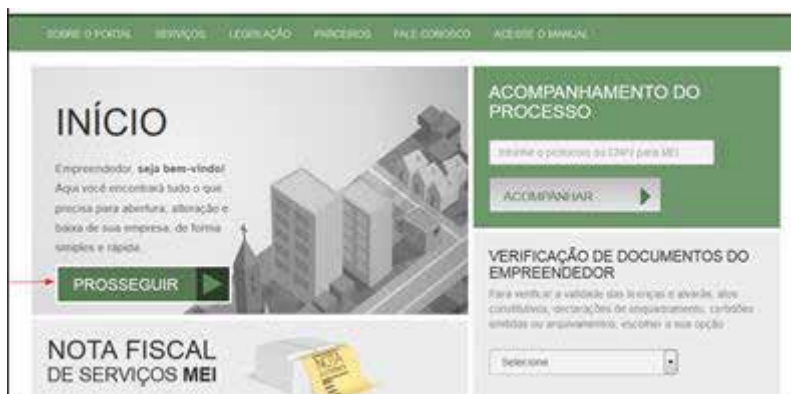 SOBRE O PORTAL SERVIÇOS LEGISLAÇÃO PARCEIROS FALE CONOSCO ACESSE O MANUAL
INÍCIO
Empreendedor, seja bem-vindo!
Aqui você encontrará tudo o que
precisa para abertura, alteração e
baixa de sua empresa, de forma
simples e rápida.
PROSSEGUIR
NOTA FISCAL
DE SERVIÇOS MEI
NOTA
ACOMPANHAMENTO DO
PROCESSO
Informe o protocolo ou CNPJ para MEI
ACOMPANHAR
VERIFICAÇÃO DE DOCUMENTOS DO
EMPREENDEDOR
Para verificar a validade das licenças e alvarás, atos
constitutivos, declarações de enquadramento, certidões
emitidas ou arquivamentos, escolher a sua opção
Selecione